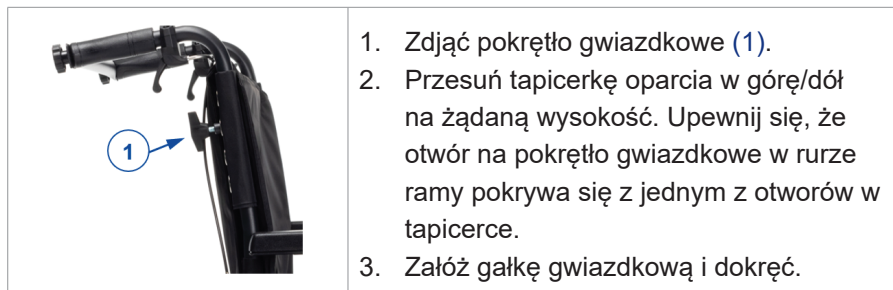 1
1. Zdjąć pokrętło gwiazdkowe (1).
2. Przesuń tapicerkę oparcia w górę/dół
na żądaną wysokość. Upewnij się, że
otwór na pokrętło gwiazdkowe w rurze
ramy pokrywa się z jednym z otworów w
tapicerce.
3. Załóż gałkę gwiazdkową i dokręć.